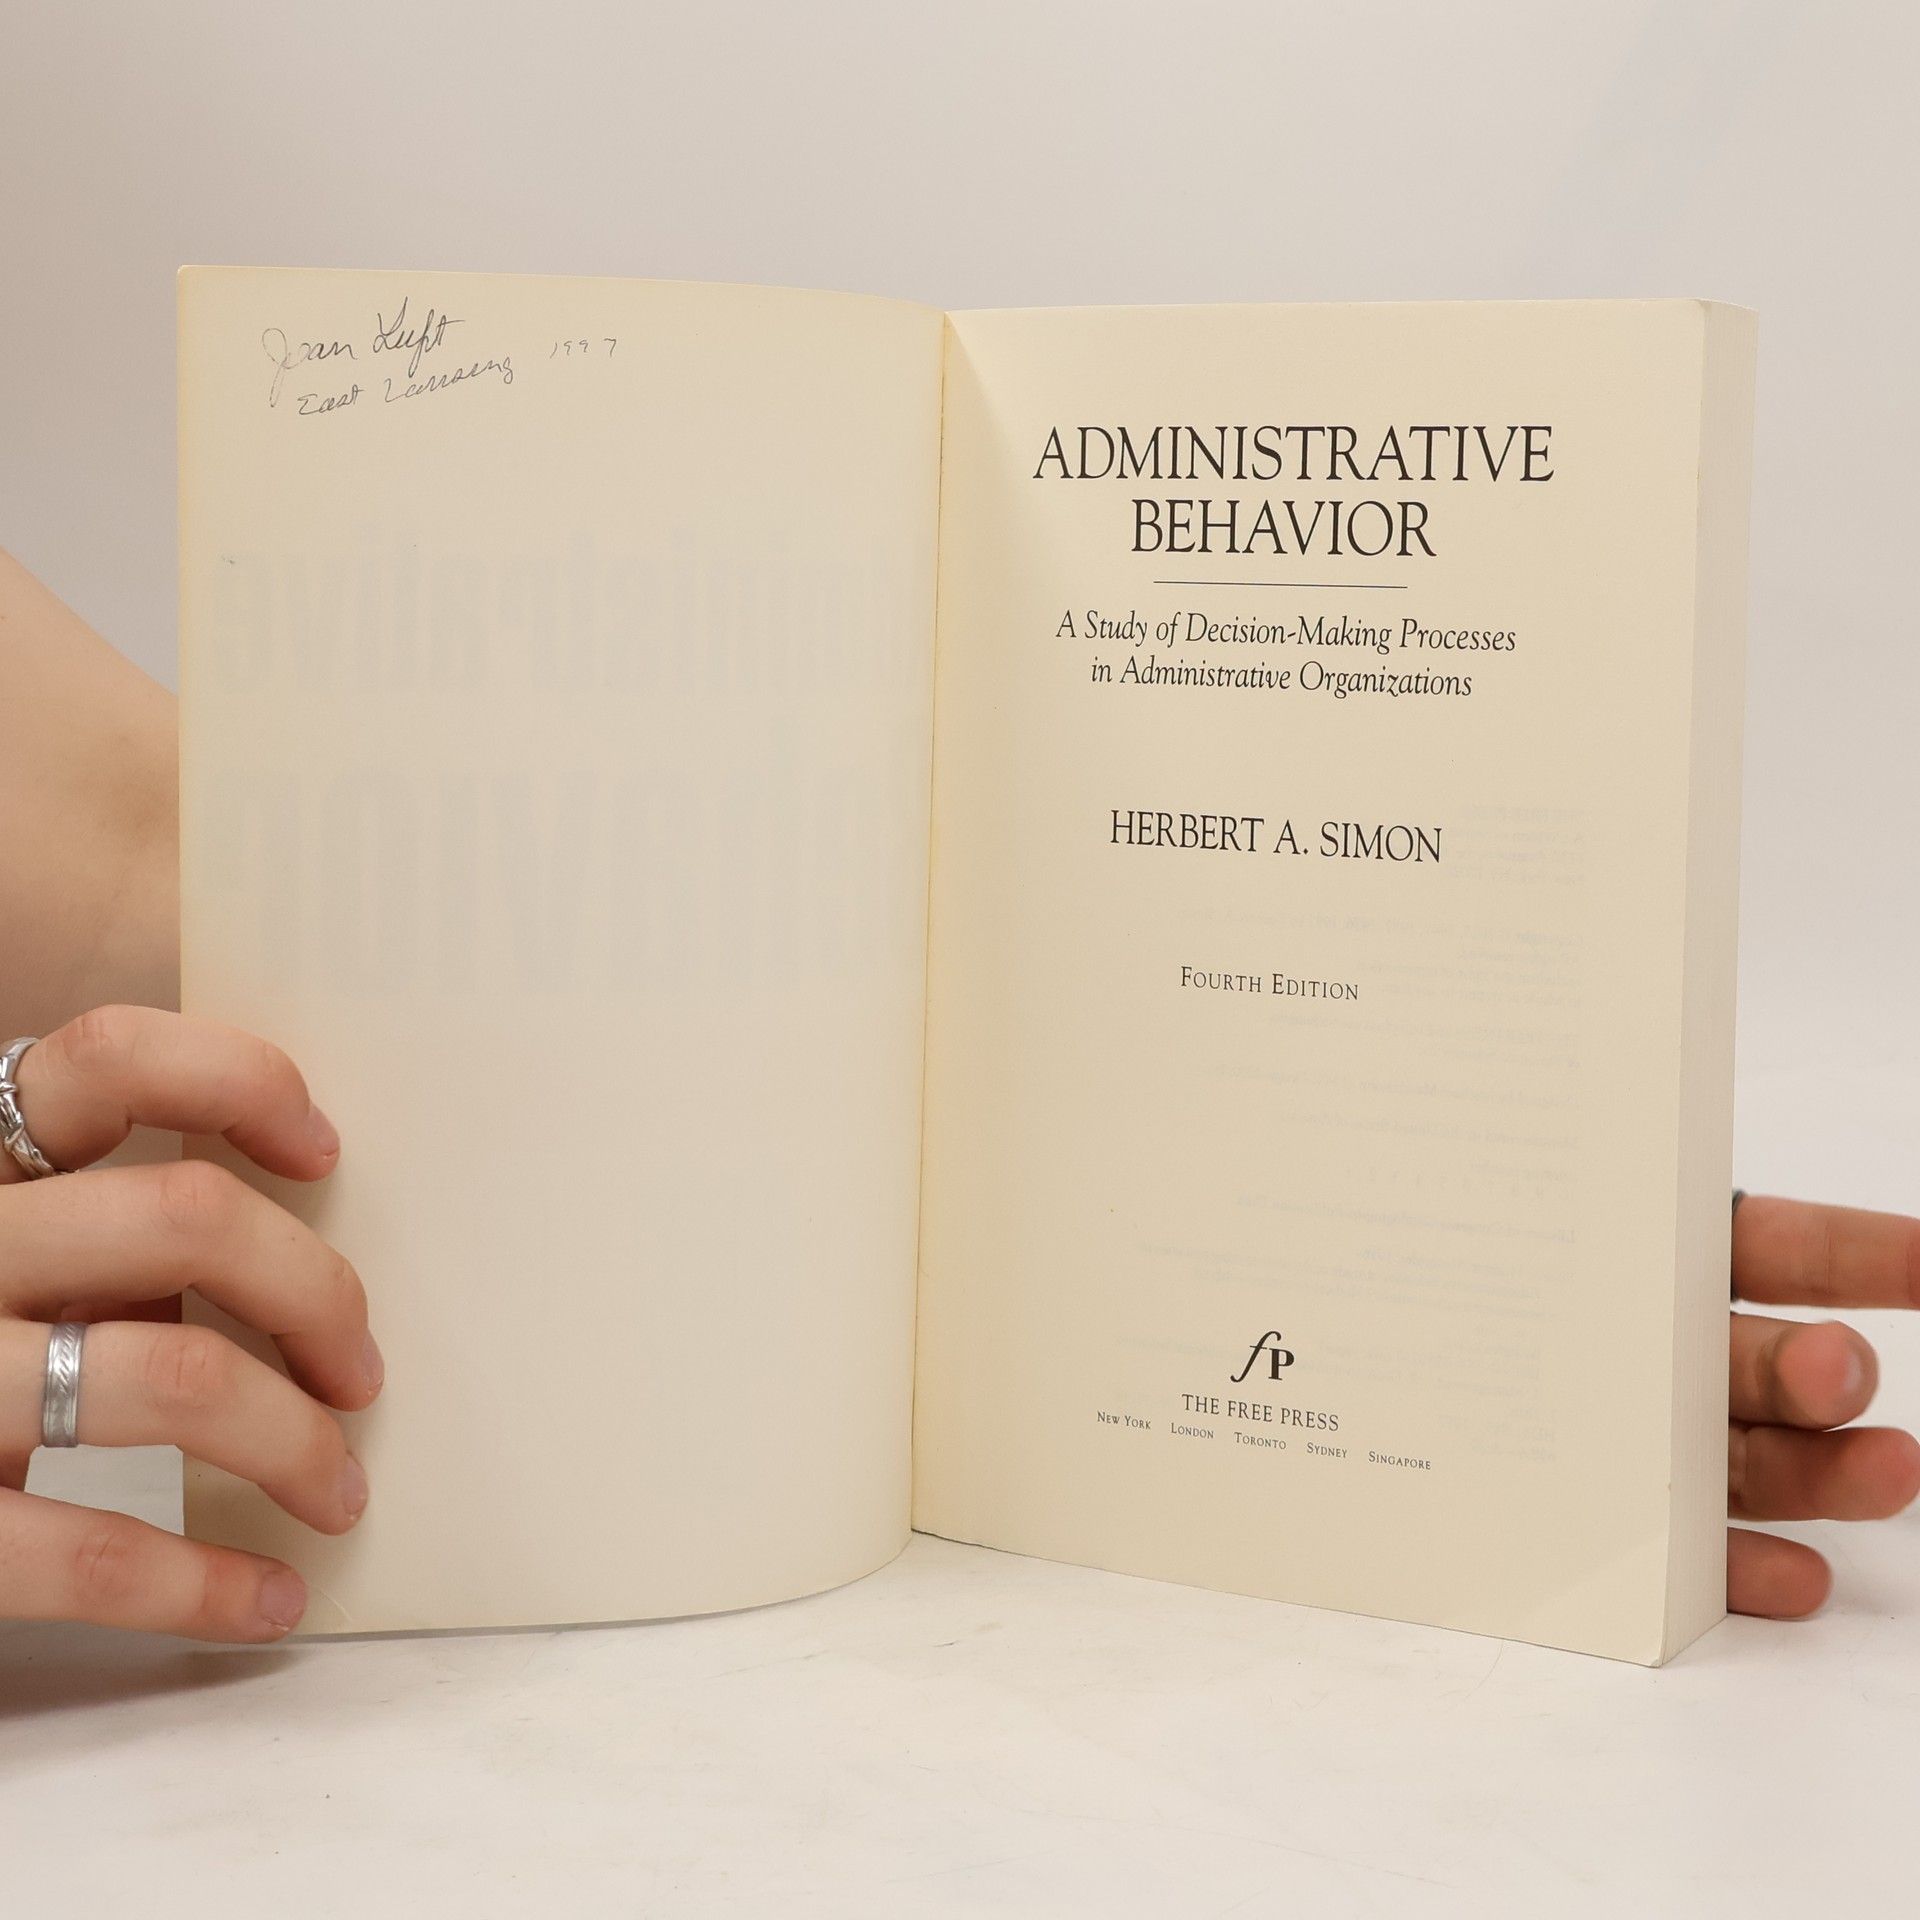 Joan Luft
East Lansing 1997
ADMINISTRATIVE
BEHAVIOR
A Study of Decision-Making Processes
in Administrative Organizations
HERBERT A. SIMON
FOURTH EDITION
fP
THE FREE PRESS
NEW YORK LONDON TORONTO SYDNEY SINGAPORE